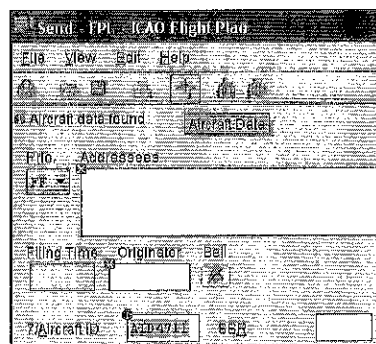 Send - FPL - ICAO Flight Plan
File View Edit Help
Aircraft data found Aircraft Data
Prio. Addressees
FF
Filing Time Originator Bell
7/Aircraft ID SSR